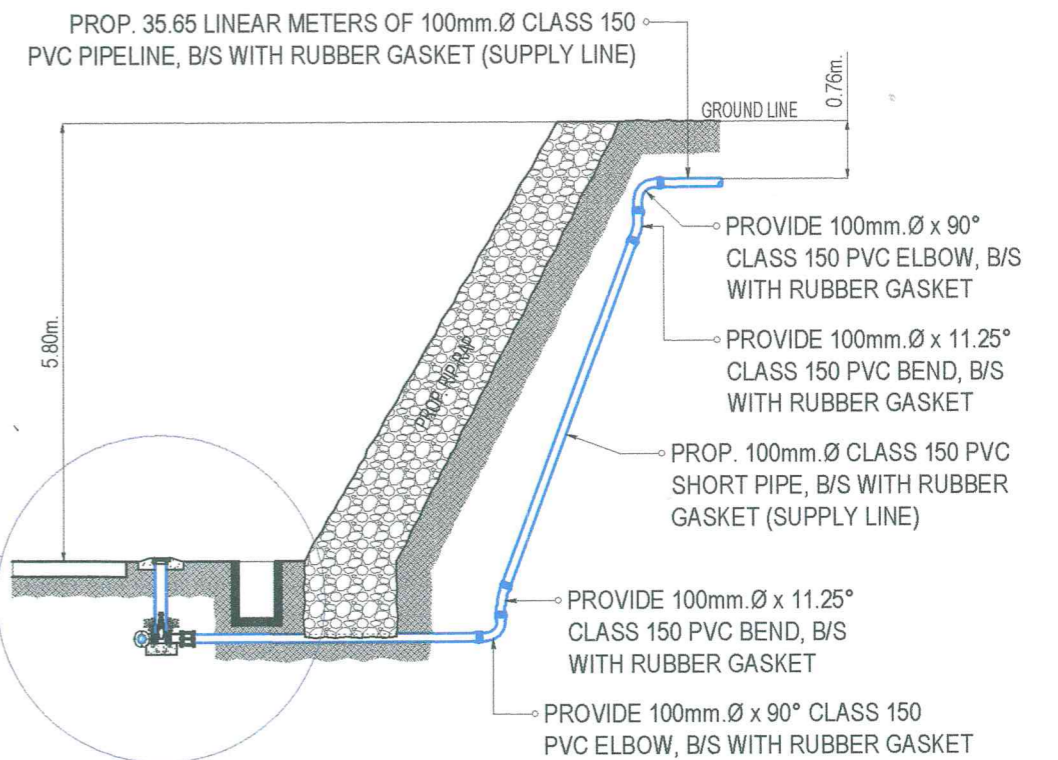 PROP. 35.65 LINEAR METERS OF 100mm.Ø CLASS 150
PVC PIPELINE, B/S WITH RUBBER GASKET (SUPPLY LINE)
GROUND LINE
0.76m.
PROVIDE 100mm.Ø x 90°
CLASS 150 PVC ELBOW, B/S
WITH RUBBER GASKET
PROVIDE 100mm.Ø x 11.25°
CLASS 150 PVC BEND, B/S
WITH RUBBER GASKET
5.80m.
PROP. RIP-RAP
PROP. 100mm.Ø CLASS 150 PVC
SHORT PIPE, B/S WITH RUBBER
GASKET (SUPPLY LINE)
PROVIDE 100mm.Ø x 11.25°
CLASS 150 PVC BEND, B/S
WITH RUBBER GASKET
PROVIDE 100mm.Ø x 90° CLASS 150
PVC ELBOW, B/S WITH RUBBER GASKET